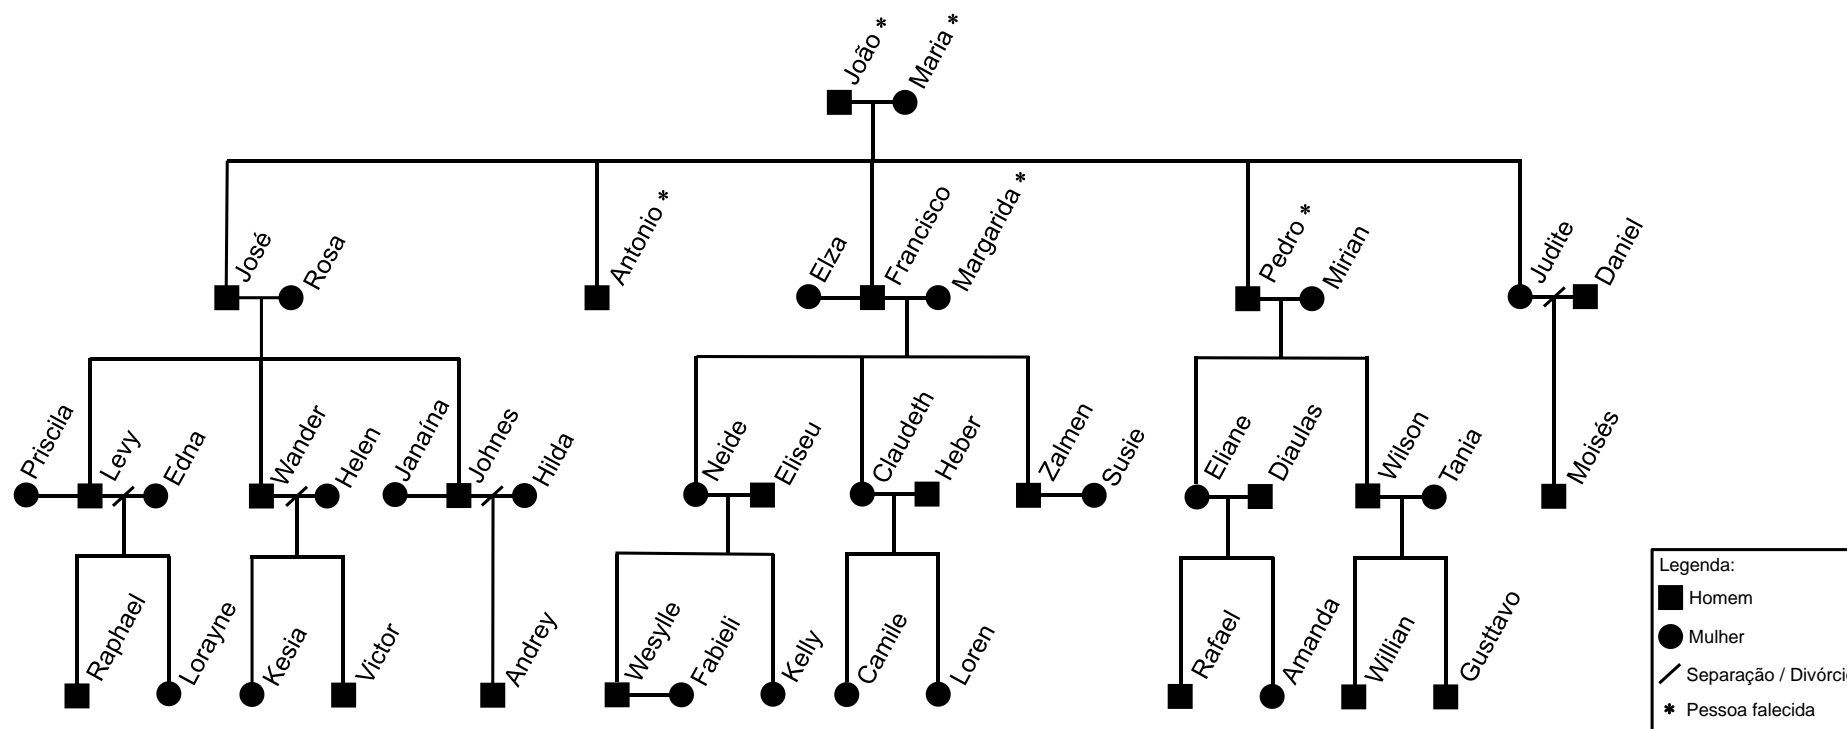 João *
Maria *
José
Rosa
Antonio *
Elza
Francisco
Margarida *
Pedro *
Mirian
Judite
Daniel
Priscila
Levy
Edna
Wander
Helen
Janaína
Johnes
Hilda
Neide
Eliseu
Claudeth
Heber
Zalmen
Susie
Eliane
Diaulas
Wilson
Tania
Moisés
Raphael
Lorayne
Kesia
Victor
Andrey
Wesylle
Fabieli
Kelly
Camile
Loren
Rafael
Amanda
Willian
Gusttavo
Legenda:
Homem
Mulher
Separação / Divórcio
* Pessoa falecida